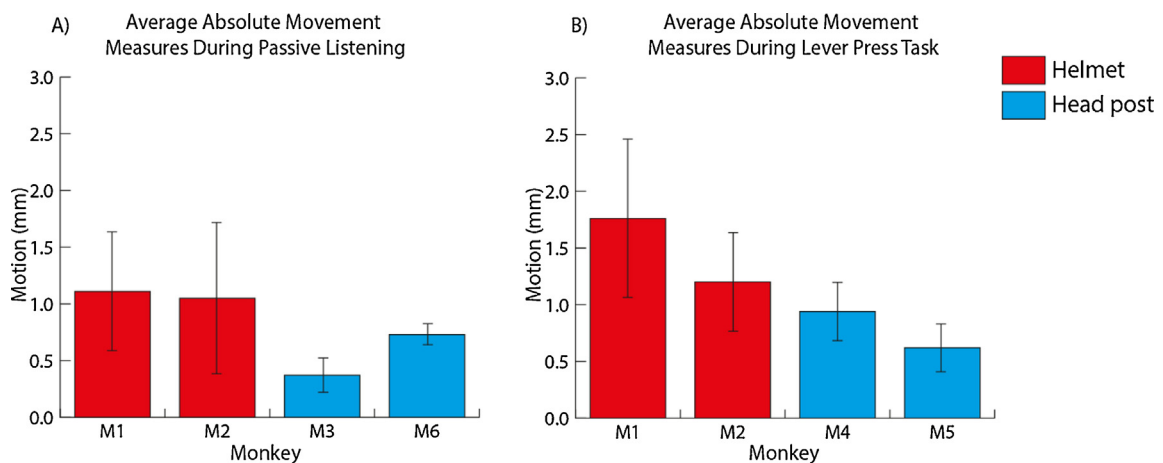 A)
Average Absolute Movement
Measures During Passive Listening
3.0
2.5
2.0
1.5
1.0
0.5
0.0
Motion (mm)
M1 M2 M3 M6
Monkey
B)
Average Absolute Movement
Measures During Lever Press Task
3.0
2.5
2.0
1.5
1.0
0.5
0.0
Motion (mm)
M1 M2 M4 M5
Monkey
Helmet
Head post